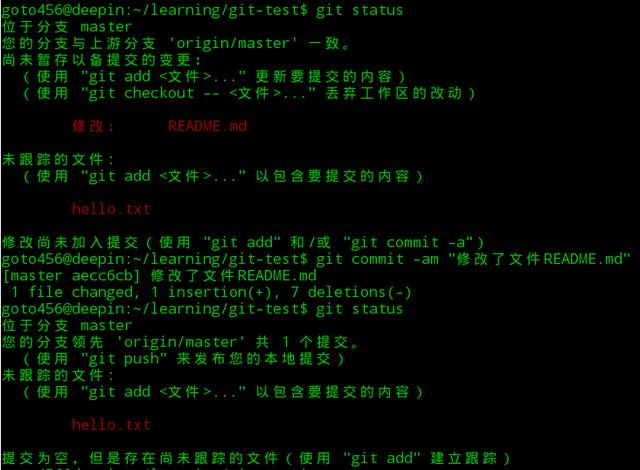 goto456@deepin:~/learning/git-test$ git status
位于分支 master
您的分支与上游分支 'origin/master' 一致。
尚未暂存以备提交的变更:
(使用 "git add <文件>..." 更新要提交的内容)
(使用 "git checkout -- <文件>..." 丢弃工作区的改动)
修改: README.md
未跟踪的文件:
(使用 "git add <文件>..." 以包含要提交的内容)
hello.txt
修改尚未加入提交(使用 "git add" 和/或 "git commit -a")
goto456@deepin:~/learning/git-test$ git commit -am "修改了文件README.md"
[master aecc6cb] 修改了文件README.md
1 file changed, 1 insertion(+), 7 deletions(-)
goto456@deepin:~/learning/git-test$ git status
位于分支 master
您的分支领先 'origin/master' 共 1 个提交。
(使用 "git push" 来发布您的本地提交)
未跟踪的文件:
(使用 "git add <文件>..." 以包含要提交的内容)
hello.txt
提交为空，但是存在尚未跟踪的文件(使用 "git add" 建立跟踪)